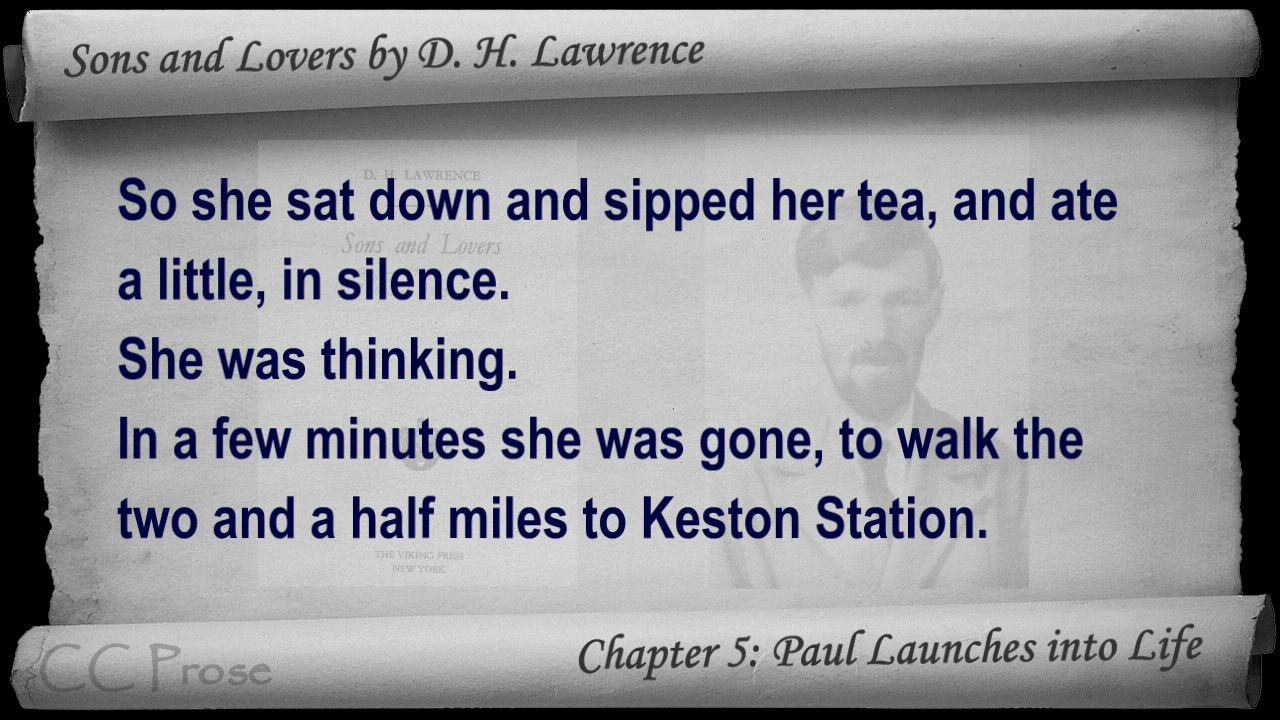 Sons and Lovers by D. H. Lawrence
D. H. LAWRENCE
So she sat down and sipped her tea, and ate
Sons and Lovers
a little, in silence.
She was thinking.
In a few minutes she was gone, to walk the
two and a half miles to Keston Station.
THE VIKING PRESS
NEW YORK
CC Prose
Chapter 5: Paul Launches into Life